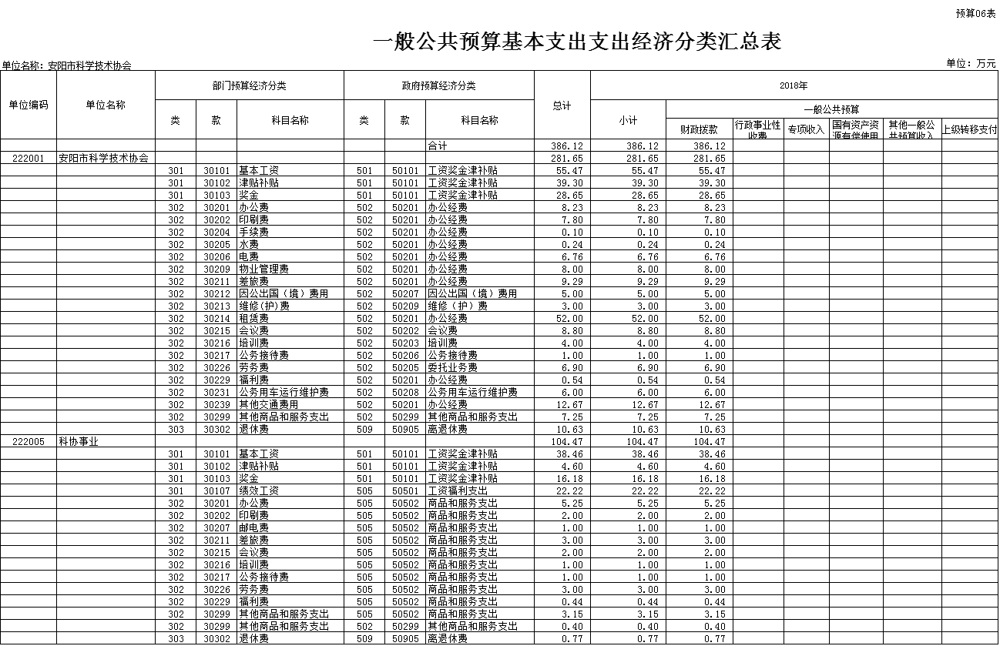 预算06表
一般公共预算基本支出支出经济分类汇总表
单位名称：安阳市科学技术协会 单位：万元
单位编码 单位名称 部门预算经济分类 政府预算经济分类 总计 2018年
类 款 科目名称 类 款 科目名称 小计 一般公共预算
财政拨款 行政事业性收费 专项收入 国有资产资源有偿使用 其他一般公共预算收入 上级转移支付
合计 386.12 386.12 386.12
222001 安阳市科学技术协会 281.65 281.65 281.65
301 30101 基本工资 501 50101 工资奖金津补贴 55.47 55.47 55.47
301 30102 津贴补贴 501 50101 工资奖金津补贴 39.30 39.30 39.30
301 30103 奖金 501 50101 工资奖金津补贴 28.65 28.65 28.65
302 30201 办公费 502 50201 办公经费 8.23 8.23 8.23
302 30202 印刷费 502 50201 办公经费 7.80 7.80 7.80
302 30204 手续费 502 50201 办公经费 0.10 0.10 0.10
302 30205 水费 502 50201 办公经费 0.24 0.24 0.24
302 30206 电费 502 50201 办公经费 6.76 6.76 6.76
302 30209 物业管理费 502 50201 办公经费 8.00 8.00 8.00
302 30211 差旅费 502 50201 办公经费 9.29 9.29 9.29
302 30212 因公出国（境）费用 502 50207 因公出国（境）费用 5.00 5.00 5.00
302 30213 维修(护)费 502 50209 维修（护）费 3.00 3.00 3.00
302 30214 租赁费 502 50201 办公经费 52.00 52.00 52.00
302 30215 会议费 502 50202 会议费 8.80 8.80 8.80
302 30216 培训费 502 50203 培训费 4.00 4.00 4.00
302 30217 公务接待费 502 50206 公务接待费 1.00 1.00 1.00
302 30226 劳务费 502 50205 委托业务费 6.90 6.90 6.90
302 30229 福利费 502 50201 办公经费 0.54 0.54 0.54
302 30231 公务用车运行维护费 502 50208 公务用车运行维护费 6.00 6.00 6.00
302 30239 其他交通费用 502 50201 办公经费 12.67 12.67 12.67
302 30299 其他商品和服务支出 502 50299 其他商品和服务支出 7.25 7.25 7.25
303 30302 退休费 509 50905 离退休费 10.63 10.63 10.63
222005 科协事业 104.47 104.47 104.47
301 30101 基本工资 501 50101 工资奖金津补贴 38.46 38.46 38.46
301 30102 津贴补贴 501 50101 工资奖金津补贴 4.60 4.60 4.60
301 30103 奖金 501 50101 工资奖金津补贴 16.18 16.18 16.18
301 30107 绩效工资 505 50501 工资福利支出 22.22 22.22 22.22
302 30201 办公费 505 50502 商品和服务支出 5.25 5.25 5.25
302 30202 印刷费 505 50502 商品和服务支出 2.00 2.00 2.00
302 30207 邮电费 505 50502 商品和服务支出 1.00 1.00 1.00
302 30211 差旅费 505 50502 商品和服务支出 3.00 3.00 3.00
302 30215 会议费 505 50502 商品和服务支出 2.00 2.00 2.00
302 30216 培训费 505 50502 商品和服务支出 1.00 1.00 1.00
302 30217 公务接待费 505 50502 商品和服务支出 1.00 1.00 1.00
302 30226 劳务费 505 50502 商品和服务支出 3.00 3.00 3.00
302 30229 福利费 505 50502 商品和服务支出 0.44 0.44 0.44
302 30299 其他商品和服务支出 505 50502 商品和服务支出 3.15 3.15 3.15
302 30299 其他商品和服务支出 502 50299 其他商品和服务支出 0.40 0.40 0.40
303 30302 退休费 509 50905 离退休费 0.77 0.77 0.77